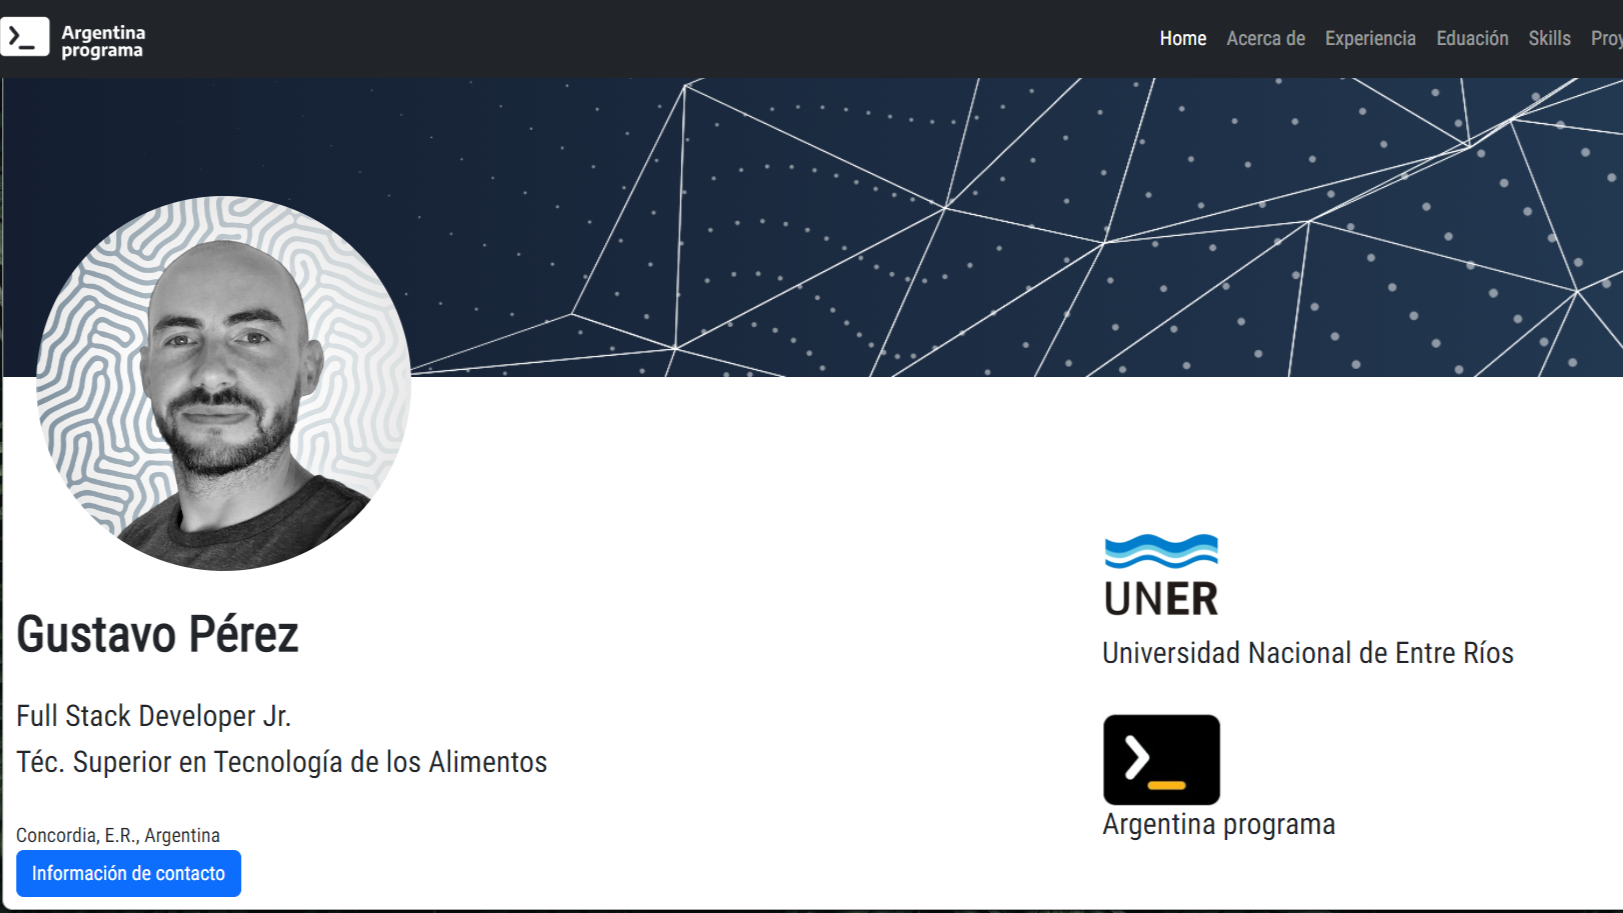 Argentina
programa
Home Acerca de Experiencia Eduación Skills
Gustavo Pérez
Full Stack Developer Jr.
Téc. Superior en Tecnología de los Alimentos
Concordia, E.R., Argentina
Información de contacto
UNER
Universidad Nacional de Entre Ríos
Argentina programa